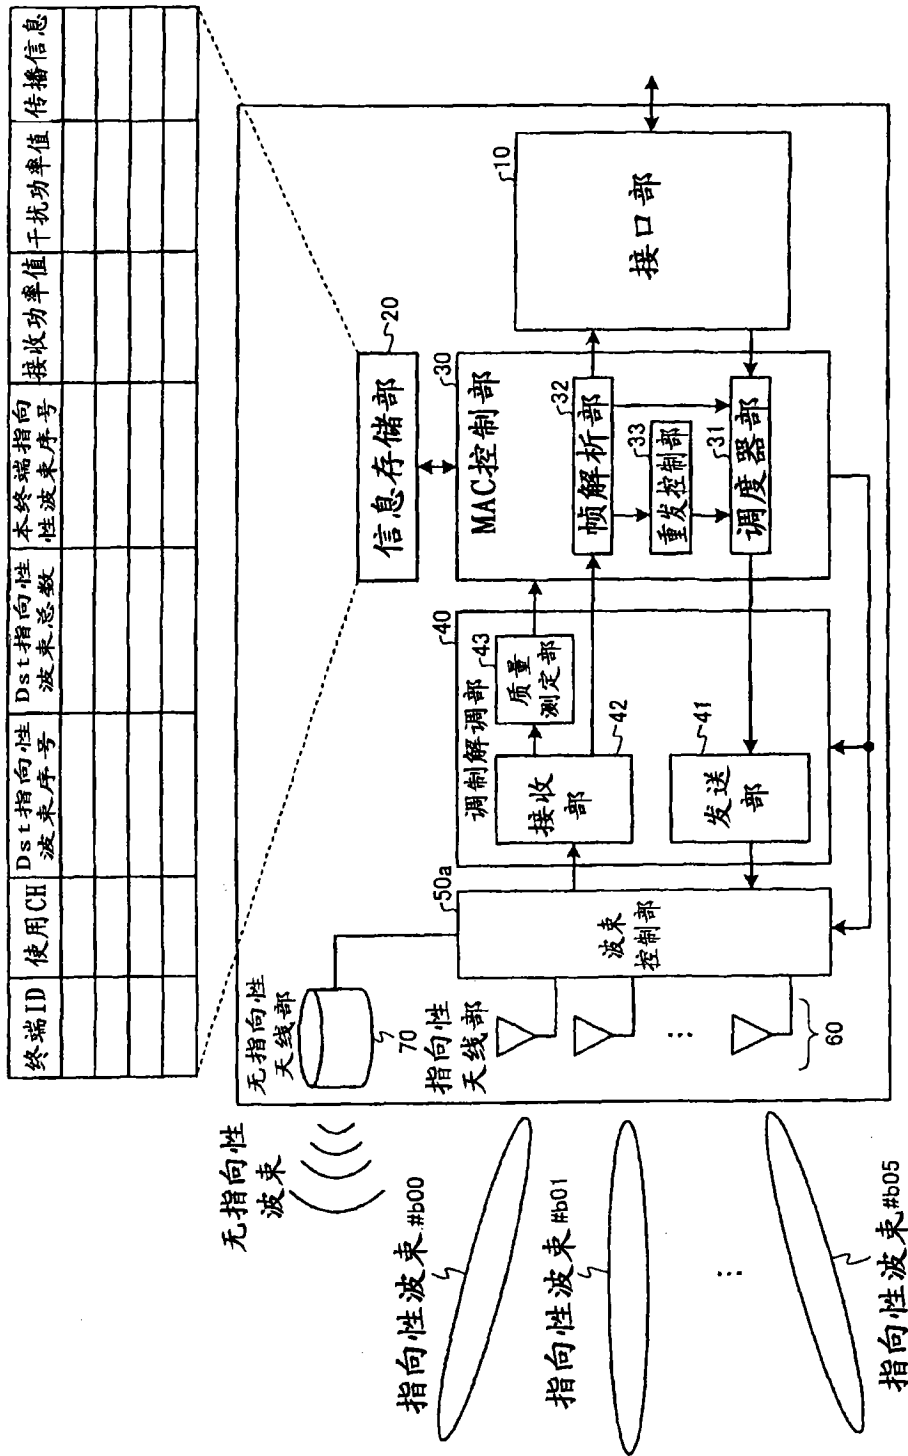 终端ID
使用CH
Dst指向性
波束序号
Dst指向性
波束总数
本终端指向
性波束序号
接收功率值
干扰功率值
传播信息
无指向性
波束
无指向性
天线部
70
指向性
天线部
60
指向性波束#b00
指向性波束#b01
⋮
指向性波束#b05
⋮
50a
波束
控制部
调制解调部
40
43
质量
测定部
接收
部
42
41
发送
部
信息存储部
20
30
MAC控制部
帧解析部
32
33
重发控制部
31
调度器部
10
接口部